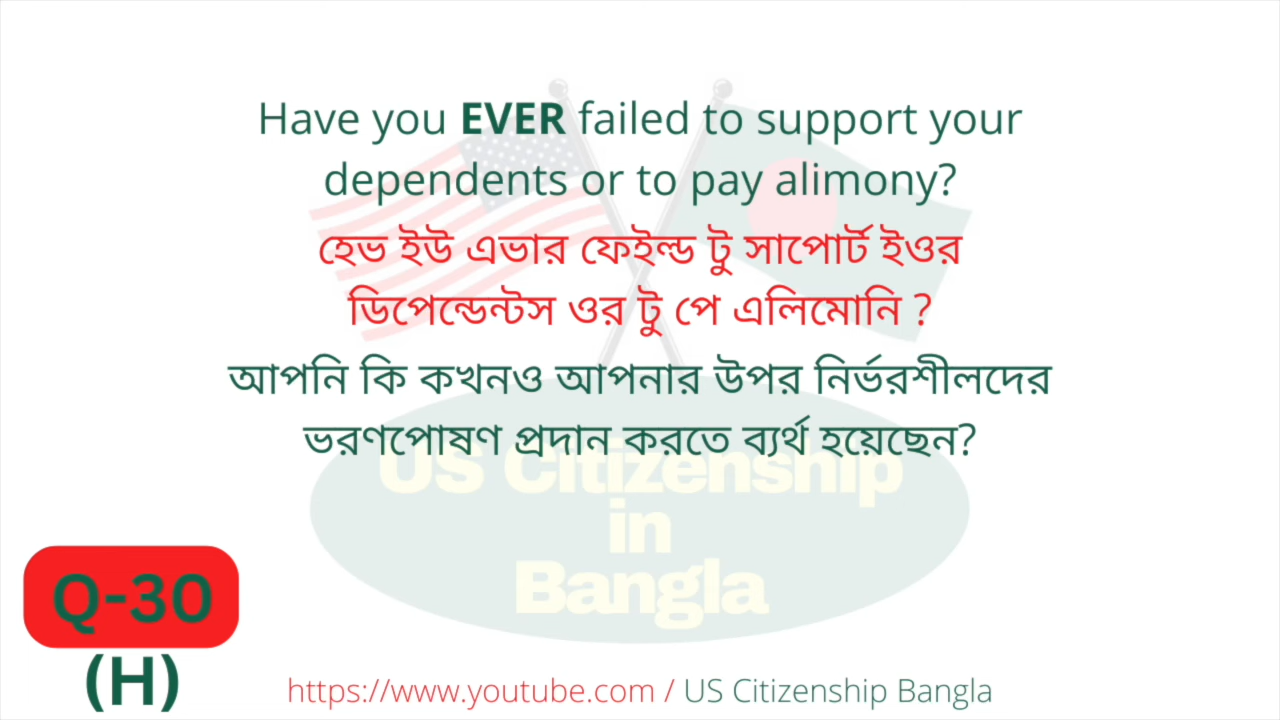 Have you EVER failed to support your
dependents or to pay alimony?
হেভ ইউ এভার ফেইল্ড টু সাপোর্ট ইওর
ডিপেন্ডেন্টস ওর টু পে এলিমোনি ?
আপনি কি কখনও আপনার উপর নির্ভরশীলদের
ভরণপোষণ প্রদান করতে ব্যর্থ হয়েছেন?
US Citizenship
in
Bangla
Q-30
(H)
https://www.youtube.com / US Citizenship Bangla